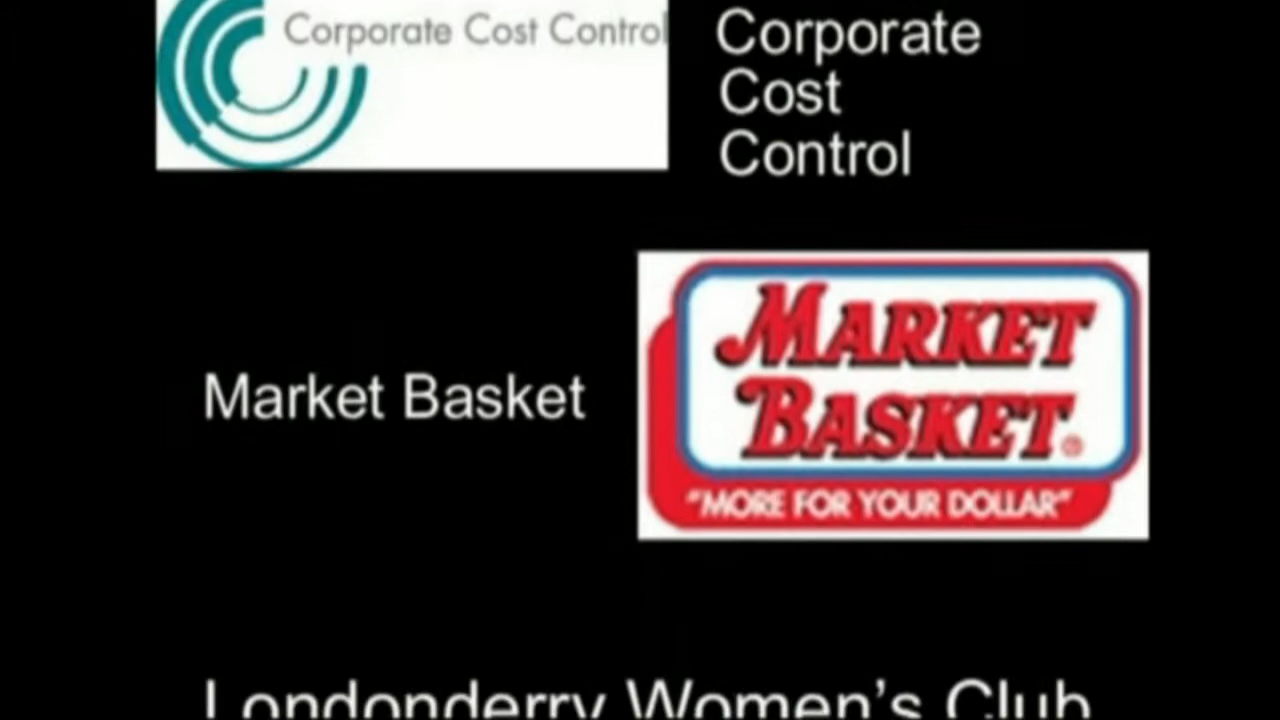 Corporate Cost Control
Corporate
Cost
Control
Market Basket
MARKET
BASKET®
"MORE FOR YOUR DOLLAR"
Londonderry Women's Club